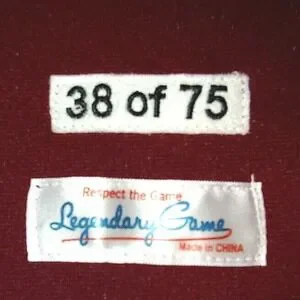 38 of 75
Respect the Game
Legendary Game
Made in CHINA